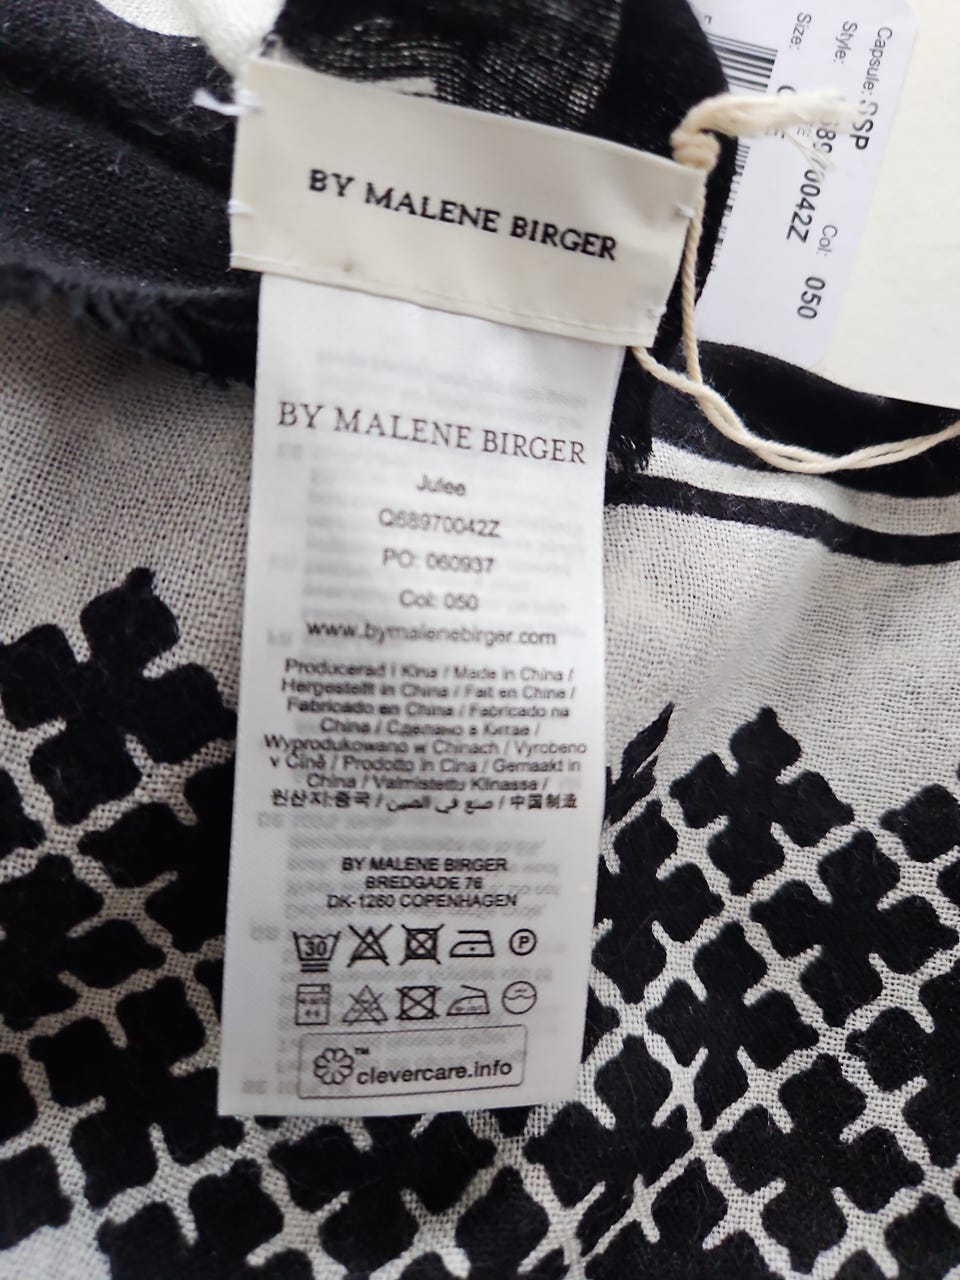 BY MALENE BIRGER
BY MALENE BIRGER
Julee
Q68970042Z
PO: 060937
Col: 050
www.bymalenebirger.com
Producerad i Kina / Made in China /
Hergestellt in China / Fait en Chine /
Fabricado en China / Fabricado na
China / Сделано в Китае /
Wyprodukowano w Chinach / Vyrobeno
v Číně / Prodotto in Cina / Gemaakt in
China / Valmistettu Kiinassa /
원산지:중국 / صنع في الصين / 中国制造
BY MALENE BIRGER
BREDGADE 76
DK-1260 COPENHAGEN
30
P
™
clevercare.info
Capsule: SSP
Style:
0042Z
Col: 050
Size: